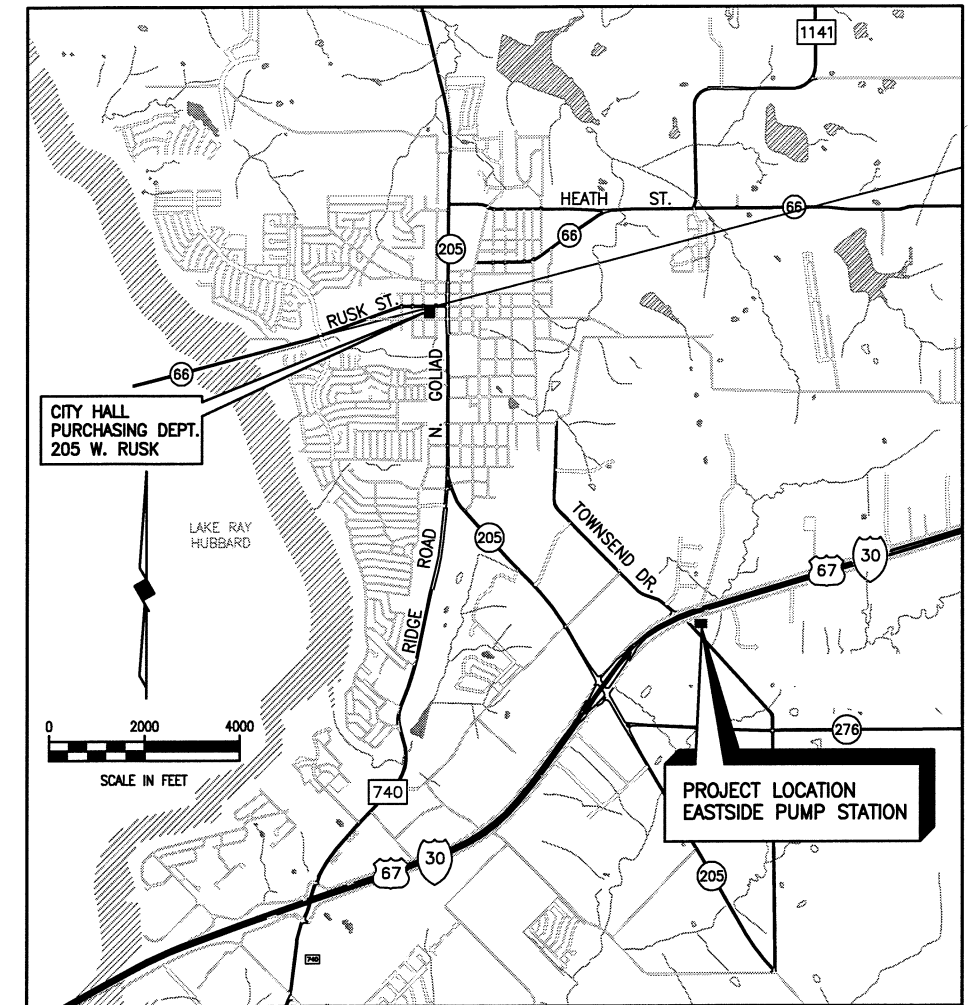 1141
HEATH ST.
66
66
205
RUSK ST.
66
N. GOLIAD
CITY HALL
PURCHASING DEPT.
205 W. RUSK
LAKE RAY
HUBBARD
205
TOWNSEND DR.
67
30
RIDGE ROAD
0 2000 4000
SCALE IN FEET
276
740
PROJECT LOCATION
EASTSIDE PUMP STATION
67
30
205
740